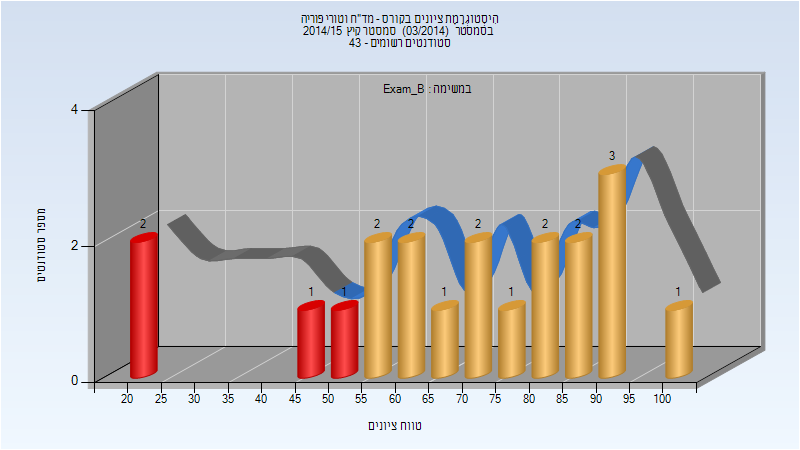 היסטוגרמת ציונים בקורס - מד"ח וטורי פוריה
בסמסטר (03/2014) סמסטר קיץ 2014/15
סטודנטים רשומים - 43
במשימה : Exam_B
4
2
0
מספר סטודנטים
2
1
1
2
2
1
2
1
2
2
3
1
20 25 30 35 40 45 50 55 60 65 70 75 80 85 90 95 100
טווח ציונים